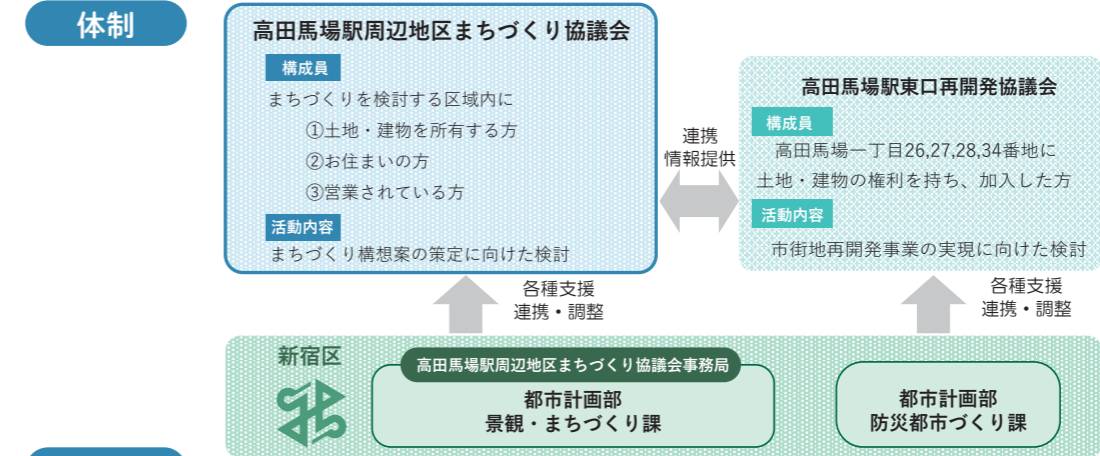 体制
高田馬場駅周辺地区まちづくり協議会
構成員
まちづくりを検討する区域内に
①土地・建物を所有する方
②お住まいの方
③営業されている方
活動内容
まちづくり構想案の策定に向けた検討
連携
情報提供
高田馬場駅東口再開発協議会
構成員
高田馬場一丁目26,27,28,34番地に
土地・建物の権利を持ち、加入した方
活動内容
市街地再開発事業の実現に向けた検討
各種支援
連携・調整
各種支援
連携・調整
新宿区
高田馬場駅周辺地区まちづくり協議会事務局
都市計画部
景観・まちづくり課
都市計画部
防災都市づくり課